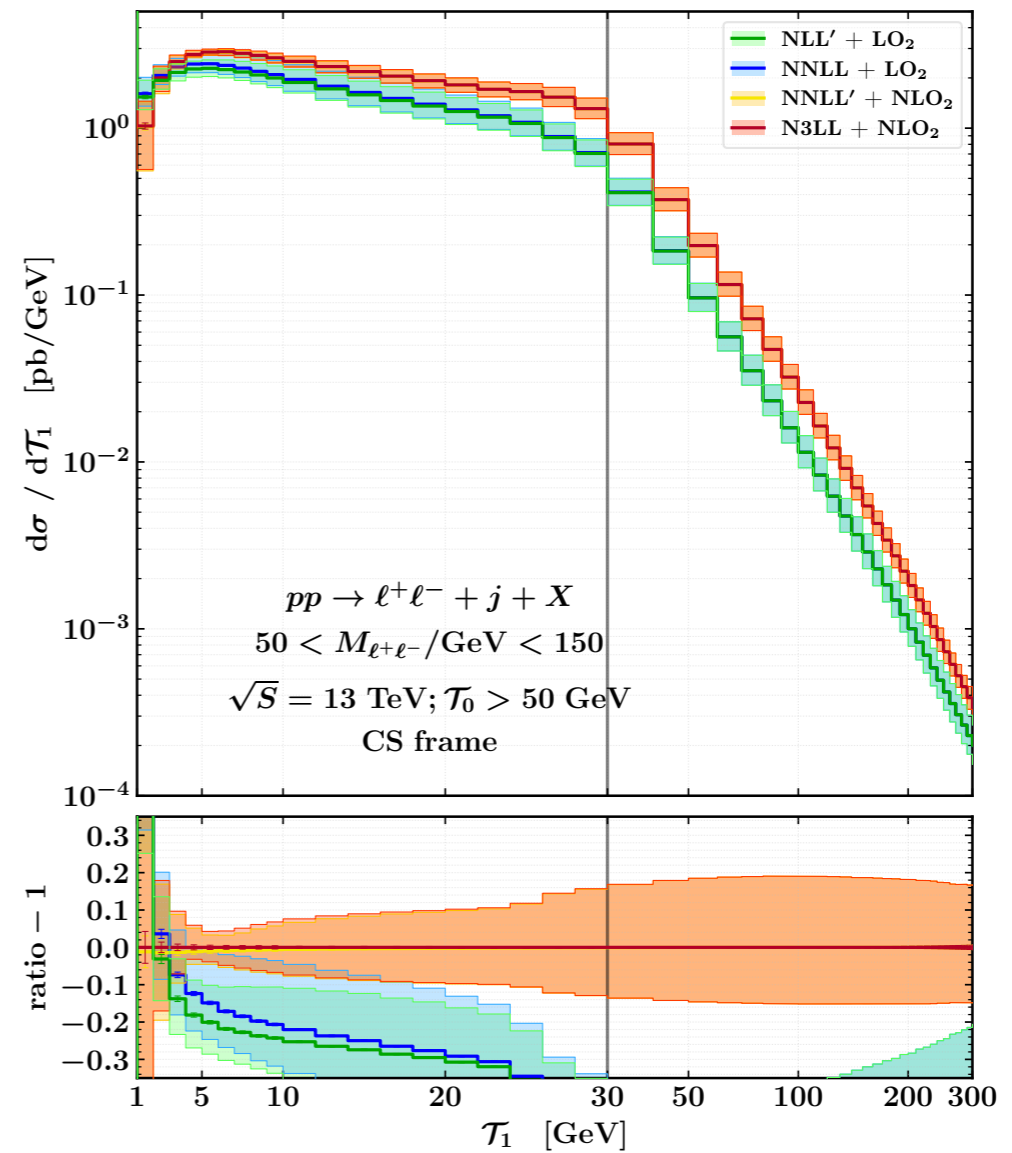 NLL′ + LO₂
NNLL + LO₂
NNLL′ + NLO₂
N3LL + NLO₂
10⁰
10⁻¹
10⁻²
10⁻³
10⁻⁴
dσ / d𝒯₁ [pb/GeV]
pp → ℓ⁺ℓ⁻ + j + X
50 < M_{ℓ⁺ℓ⁻}/GeV < 150
√S = 13 TeV; 𝒯₀ > 50 GeV
CS frame
0.3
0.2
0.1
0.0
−0.1
−0.2
−0.3
ratio − 1
1 5 10 20 30 50 100 200 300
𝒯₁ [GeV]